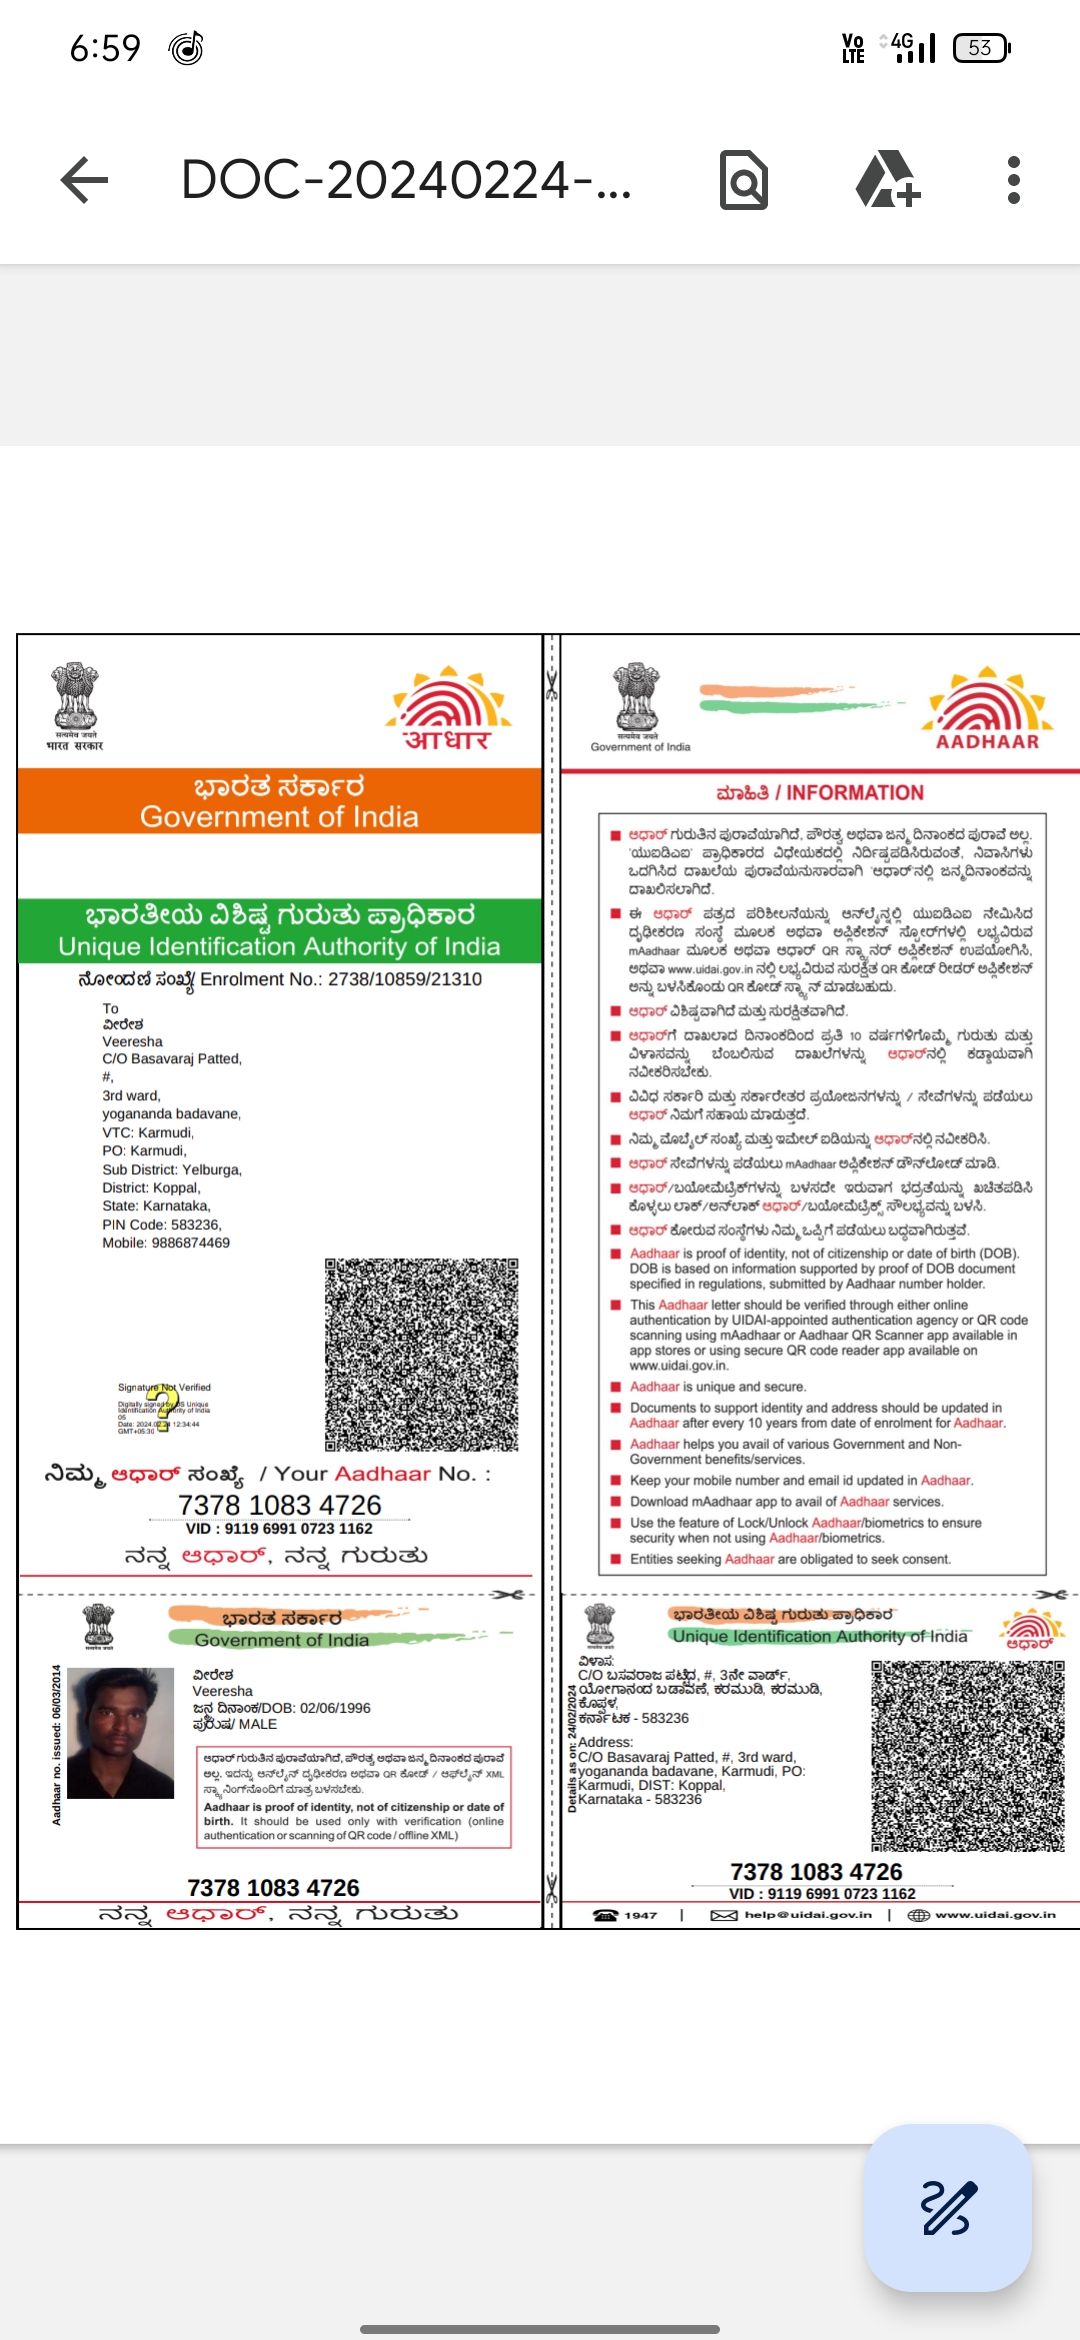 6:59
Vo LTE 4G 53
DOC-20240224-...
सत्यमेव जयते
भारत सरकार
आधार
ಭಾರತ ಸರ್ಕಾರ
Government of India
ಭಾರತೀಯ ವಿಶಿಷ್ಟ ಗುರುತು ಪ್ರಾಧಿಕಾರ
Unique Identification Authority of India
ನೋಂದಣಿ ಸಂಖ್ಯೆ/ Enrolment No.: 2738/10859/21310
To
ವೀರೇಶ
Veeresha
C/O Basavaraj Patted,
#,
3rd ward,
yogananda badavane,
VTC: Karmudi,
PO: Karmudi,
Sub District: Yelburga,
District: Koppal,
State: Karnataka,
PIN Code: 583236,
Mobile: 9886874469
Signature Not Verified
Digitally signed by DS Unique
Identification Authority of India
05
Date: 2024.02.24 12:34:44
GMT+05:30
ನಿಮ್ಮ ಆಧಾರ್ ಸಂಖ್ಯೆ / Your Aadhaar No. :
7378 1083 4726
VID : 9119 6991 0723 1162
ನನ್ನ ಆಧಾರ್, ನನ್ನ ಗುರುತು
सत्यमेव जयते
Government of India
AADHAAR
ಮಾಹಿತಿ / INFORMATION
ಆಧಾರ್ ಗುರುತಿನ ಪುರಾವೆಯಾಗಿದೆ, ಪೌರತ್ವ ಅಥವಾ ಜನ್ಮ ದಿನಾಂಕದ ಪುರಾವೆ ಅಲ್ಲ.
'ಯುಐಡಿಎಐ' ಪ್ರಾಧಿಕಾರದ ವಿಧೇಯಕದಲ್ಲಿ ನಿರ್ದಿಷ್ಟಪಡಿಸಿರುವಂತೆ, ನಿವಾಸಿಗಳು
ಒದಗಿಸಿದ ದಾಖಲೆಯ ಪುರಾವೆಯನುಸಾರವಾಗಿ 'ಆಧಾರ್'ನಲ್ಲಿ ಜನ್ಮದಿನಾಂಕವನ್ನು
ದಾಖಲಿಸಲಾಗಿದೆ.
ಈ ಆಧಾರ್ ಪತ್ರದ ಪರಿಶೀಲನೆಯನ್ನು ಆನ್‌ಲೈನ್ನಲ್ಲಿ ಯುಐಡಿಎಐ ನೇಮಿಸಿದ
ದೃಢೀಕರಣ ಸಂಸ್ಥೆ ಮೂಲಕ ಅಥವಾ ಅಪ್ಲಿಕೇಶನ್ ಸ್ಟೋರ್‌ಗಳಲ್ಲಿ ಲಭ್ಯವಿರುವ
mAadhaar ಮೂಲಕ ಅಥವಾ ಆಧಾರ್ QR ಸ್ಕ್ಯಾನರ್ ಅಪ್ಲಿಕೇಶನ್ ಉಪಯೋಗಿಸಿ,
ಅಥವಾ www.uidai.gov.in ನಲ್ಲಿ ಲಭ್ಯವಿರುವ ಸುರಕ್ಷಿತ QR ಕೋಡ್ ರೀಡರ್ ಅಪ್ಲಿಕೇಶನ್
ಅನ್ನು ಬಳಸಿಕೊಂಡು QR ಕೋಡ್ ಸ್ಕ್ಯಾನ್ ಮಾಡಬಹುದು.
ಆಧಾರ್ ವಿಶಿಷ್ಟವಾಗಿದೆ ಮತ್ತು ಸುರಕ್ಷಿತವಾಗಿದೆ.
ಆಧಾರ್‌ಗೆ ದಾಖಲಾದ ದಿನಾಂಕದಿಂದ ಪ್ರತಿ 10 ವರ್ಷಗಳಿಗೊಮ್ಮೆ ಗುರುತು ಮತ್ತು
ವಿಳಾಸವನ್ನು ಬೆಂಬಲಿಸುವ ದಾಖಲೆಗಳನ್ನು ಆಧಾರ್‌ನಲ್ಲಿ ಕಡ್ಡಾಯವಾಗಿ
ನವೀಕರಿಸಬೇಕು.
ವಿವಿಧ ಸರ್ಕಾರಿ ಮತ್ತು ಸರ್ಕಾರೇತರ ಪ್ರಯೋಜನಗಳನ್ನು / ಸೇವೆಗಳನ್ನು ಪಡೆಯಲು
ಆಧಾರ್ ನಿಮಗೆ ಸಹಾಯ ಮಾಡುತ್ತದೆ.
ನಿಮ್ಮ ಮೊಬೈಲ್ ಸಂಖ್ಯೆ ಮತ್ತು ಇಮೇಲ್ ಐಡಿಯನ್ನು ಆಧಾರ್‌ನಲ್ಲಿ ನವೀಕರಿಸಿ.
ಆಧಾರ್ ಸೇವೆಗಳನ್ನು ಪಡೆಯಲು mAadhaar ಅಪ್ಲಿಕೇಶನ್ ಡೌನ್‌ಲೋಡ್ ಮಾಡಿ.
ಆಧಾರ್/ಬಯೋಮೆಟ್ರಿಕ್‌ಗಳನ್ನು ಬಳಸದೇ ಇರುವಾಗ ಭದ್ರತೆಯನ್ನು ಖಚಿತಪಡಿಸಿ
ಕೊಳ್ಳಲು ಲಾಕ್/ಅನ್‌ಲಾಕ್ ಆಧಾರ್/ಬಯೋಮೆಟ್ರಿಕ್ಸ್ ಸೌಲಭ್ಯವನ್ನು ಬಳಸಿ.
ಆಧಾರ್ ಕೋರುವ ಸಂಸ್ಥೆಗಳು ನಿಮ್ಮ ಒಪ್ಪಿಗೆ ಪಡೆಯಲು ಬದ್ಧವಾಗಿರುತ್ತವೆ.
Aadhaar is proof of identity, not of citizenship or date of birth (DOB).
DOB is based on information supported by proof of DOB document
specified in regulations, submitted by Aadhaar number holder.
This Aadhaar letter should be verified through either online
authentication by UIDAI-appointed authentication agency or QR code
scanning using mAadhaar or Aadhaar QR Scanner app available in
app stores or using secure QR code reader app available on
www.uidai.gov.in.
Aadhaar is unique and secure.
Documents to support identity and address should be updated in
Aadhaar after every 10 years from date of enrolment for Aadhaar.
Aadhaar helps you avail of various Government and Non-
Government benefits/services.
Keep your mobile number and email id updated in Aadhaar.
Download mAadhaar app to avail of Aadhaar services.
Use the feature of Lock/Unlock Aadhaar/biometrics to ensure
security when not using Aadhaar/biometrics.
Entities seeking Aadhaar are obligated to seek consent.
ಭಾರತ ಸರ್ಕಾರ
Government of India
Aadhaar no. issued: 06/03/2014
ವೀರೇಶ
Veeresha
ಜನ್ಮ ದಿನಾಂಕ/DOB: 02/06/1996
ಪುರುಷ/ MALE
ಆಧಾರ್ ಗುರುತಿನ ಪುರಾವೆಯಾಗಿದೆ, ಪೌರತ್ವ ಅಥವಾ ಜನ್ಮ ದಿನಾಂಕದ ಪುರಾವೆ
ಅಲ್ಲ. ಇದನ್ನು ಆನ್‌ಲೈನ್ ದೃಢೀಕರಣ ಅಥವಾ QR ಕೋಡ್ / ಆಫ್‌ಲೈನ್ XML
ಸ್ಕ್ಯಾನಿಂಗ್‌ನೊಂದಿಗೆ ಮಾತ್ರ ಬಳಸಬೇಕು.
Aadhaar is proof of identity, not of citizenship or date of
birth. It should be used only with verification (online
authentication or scanning of QR code / offline XML)
7378 1083 4726
ನನ್ನ ಆಧಾರ್, ನನ್ನ ಗುರುತು
ಭಾರತೀಯ ವಿಶಿಷ್ಟ ಗುರುತು ಪ್ರಾಧಿಕಾರ
Unique Identification Authority of India
ಆಧಾರ್
Details as on: 24/02/2024
ವಿಳಾಸ:
C/O ಬಸವರಾಜ ಪಟ್ಟೆದ, #, 3ನೇ ವಾರ್ಡ್,
ಯೋಗಾನಂದ ಬಡಾವಣೆ, ಕರಮುಡಿ, ಕರಮುಡಿ,
ಕೊಪ್ಪಳ,
ಕರ್ನಾಟಕ - 583236
Address:
C/O Basavaraj Patted, #, 3rd ward,
yogananda badavane, Karmudi, PO:
Karmudi, DIST: Koppal,
Karnataka - 583236
7378 1083 4726
VID : 9119 6991 0723 1162
1947 | help@uidai.gov.in | www.uidai.gov.in